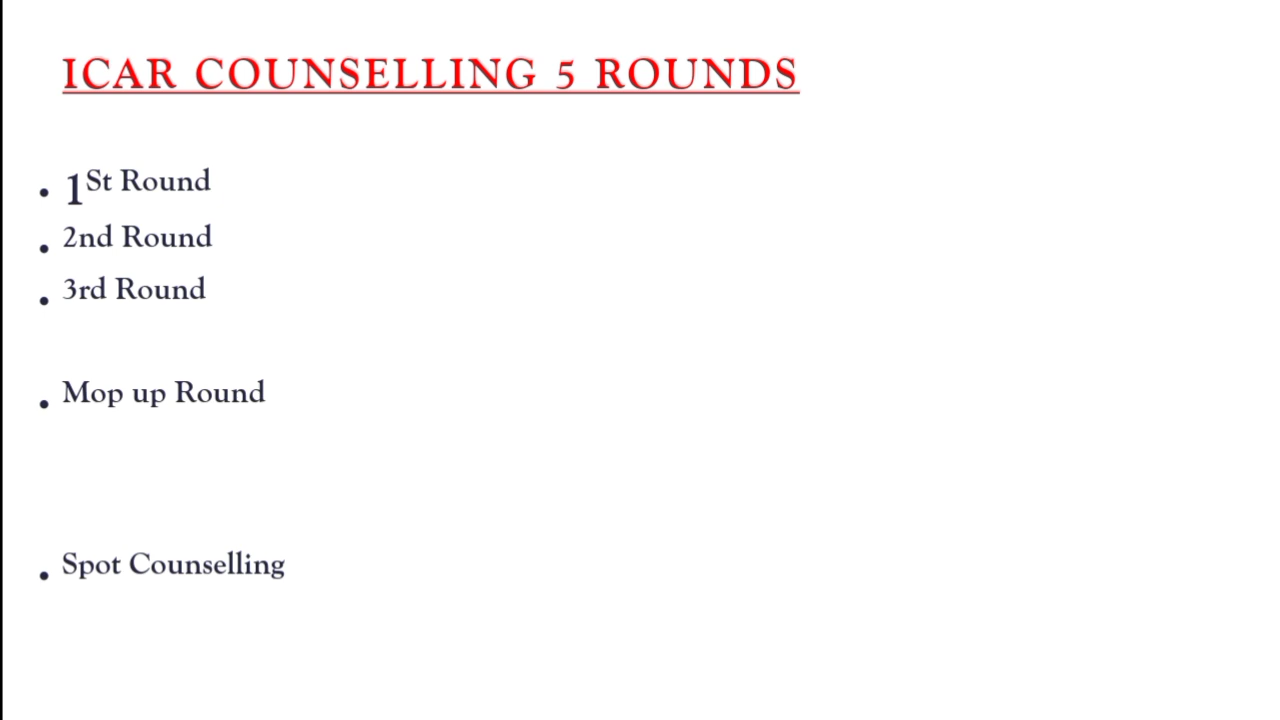 ICAR COUNSELLING 5 ROUNDS
• 1St Round
• 2nd Round
• 3rd Round
• Mop up Round
• Spot Counselling